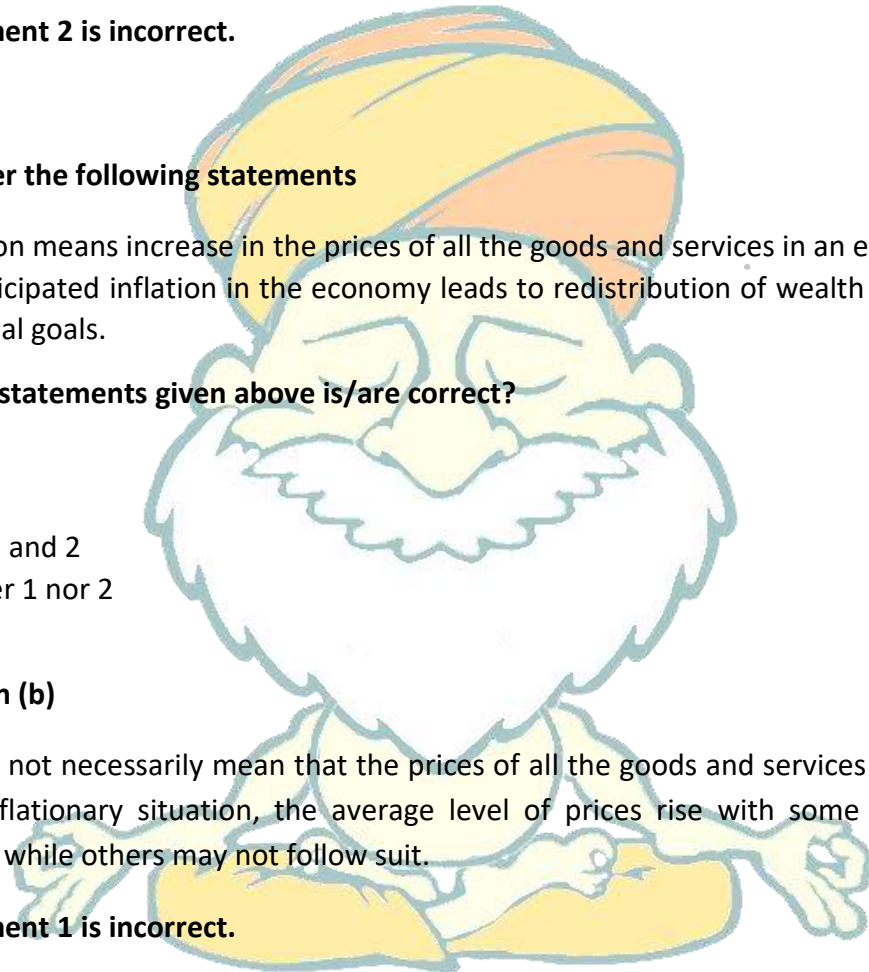 ment 2 is incorrect.
er the following statements
on means increase in the prices of all the goods and services in an e
icipated inflation in the economy leads to redistribution of wealth
al goals.
statements given above is/are correct?
and 2
er 1 nor 2
n (b)
not necessarily mean that the prices of all the goods and services
flationary situation, the average level of prices rise with some
while others may not follow suit.
ment 1 is incorrect.